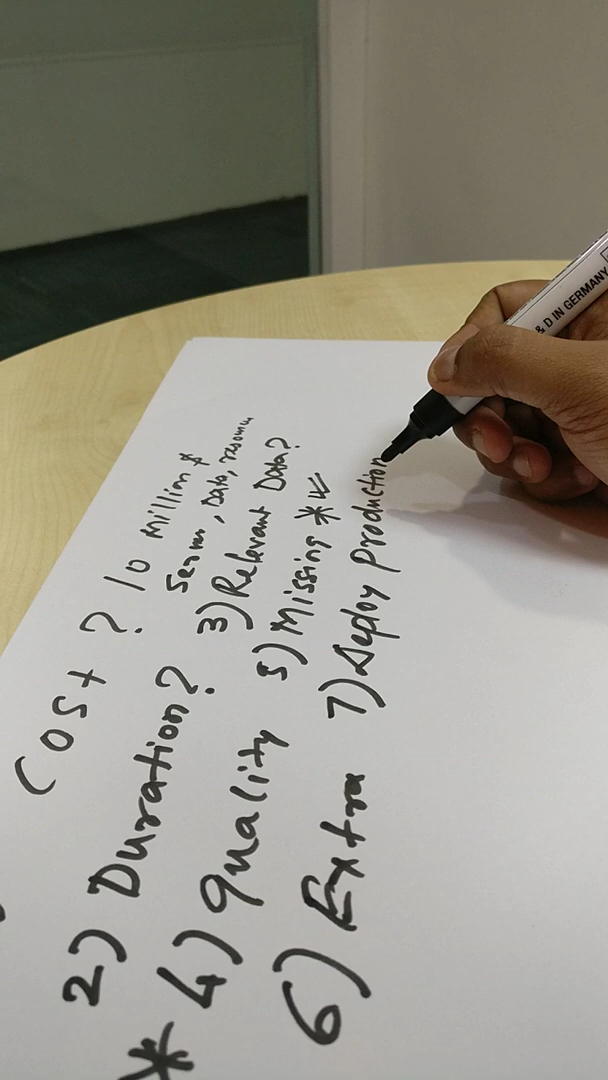 Cost ? 10 million $
Server, Data, resources
2) Duration? 3) Relevant Data?
* 4) Quality 5) Missing *
6) Extra 7) Deploy production
& D IN GERMANY